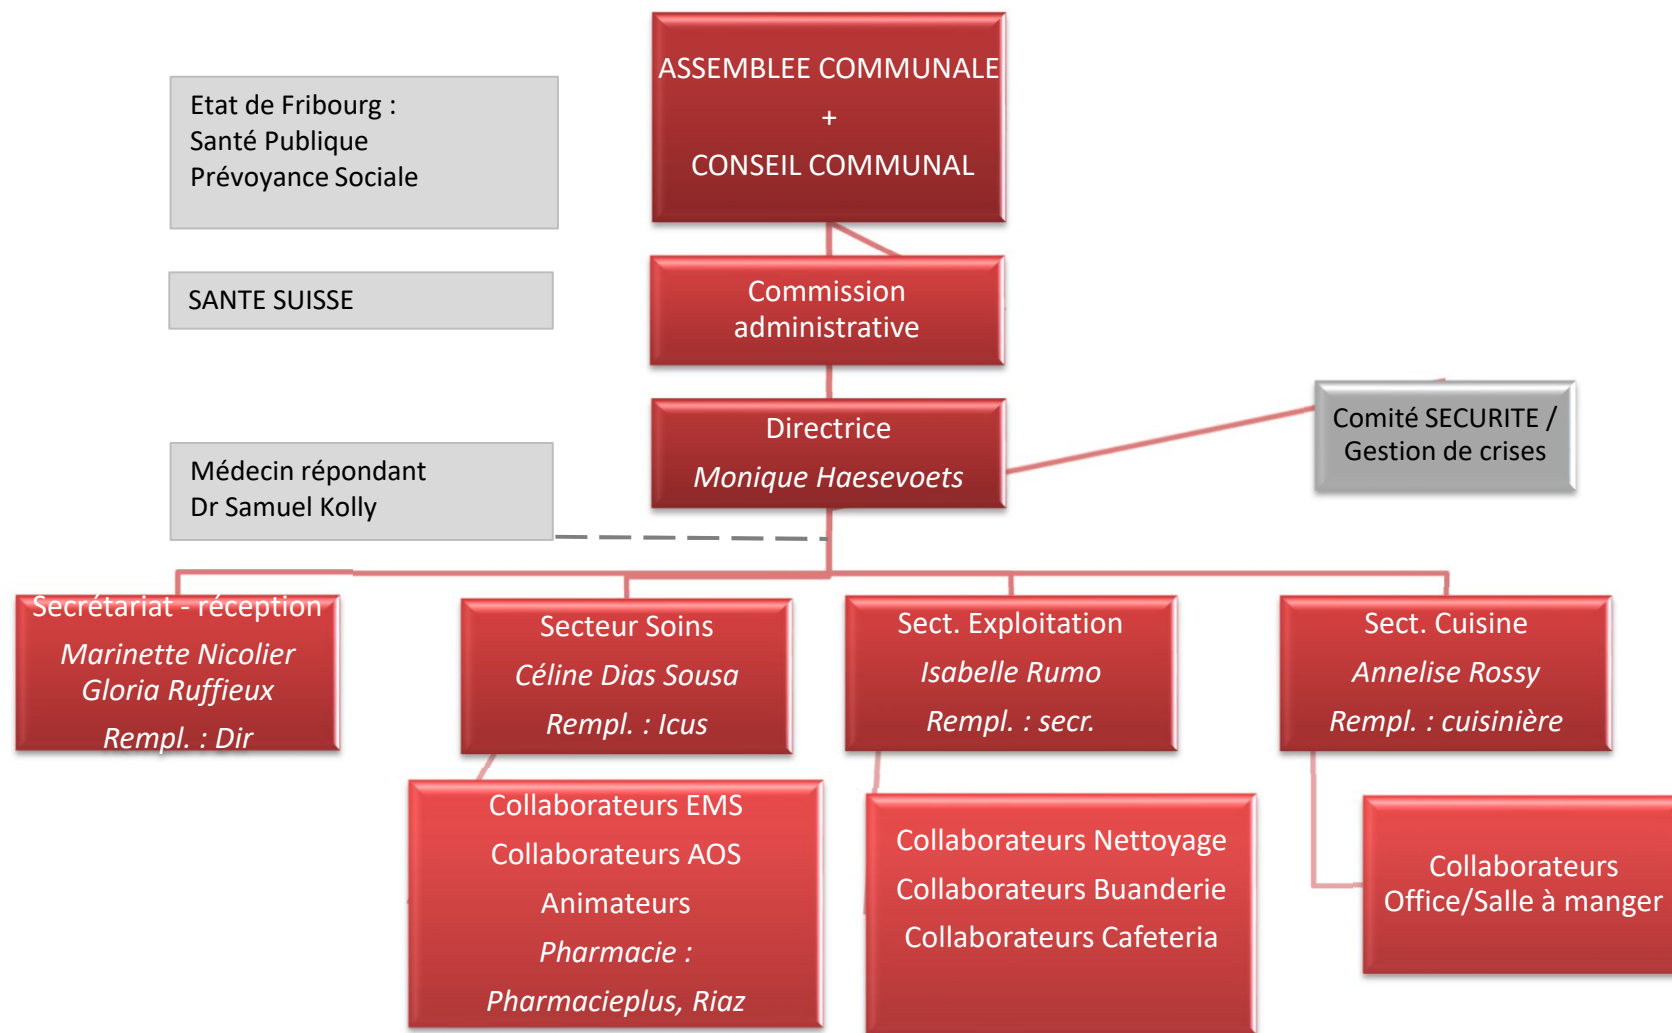 ASSEMBLEE COMMUNALE
+
CONSEIL COMMUNAL
Etat de Fribourg :
Santé Publique
Prévoyance Sociale
SANTE SUISSE
Commission
administrative
Directrice
Monique Haesevoets
Comité SECURITE /
Gestion de crises
Médecin répondant
Dr Samuel Kolly
Secrétariat - réception
Marinette Nicolier
Gloria Ruffieux
Rempl. : Dir
Secteur Soins
Céline Dias Sousa
Rempl. : Icus
Sect. Exploitation
Isabelle Rumo
Rempl. : secr.
Sect. Cuisine
Annelise Rossy
Rempl. : cuisinière
Collaborateurs EMS
Collaborateurs AOS
Animateurs
Pharmacie :
Pharmacieplus, Riaz
Collaborateurs Nettoyage
Collaborateurs Buanderie
Collaborateurs Cafeteria
Collaborateurs
Office/Salle à manger